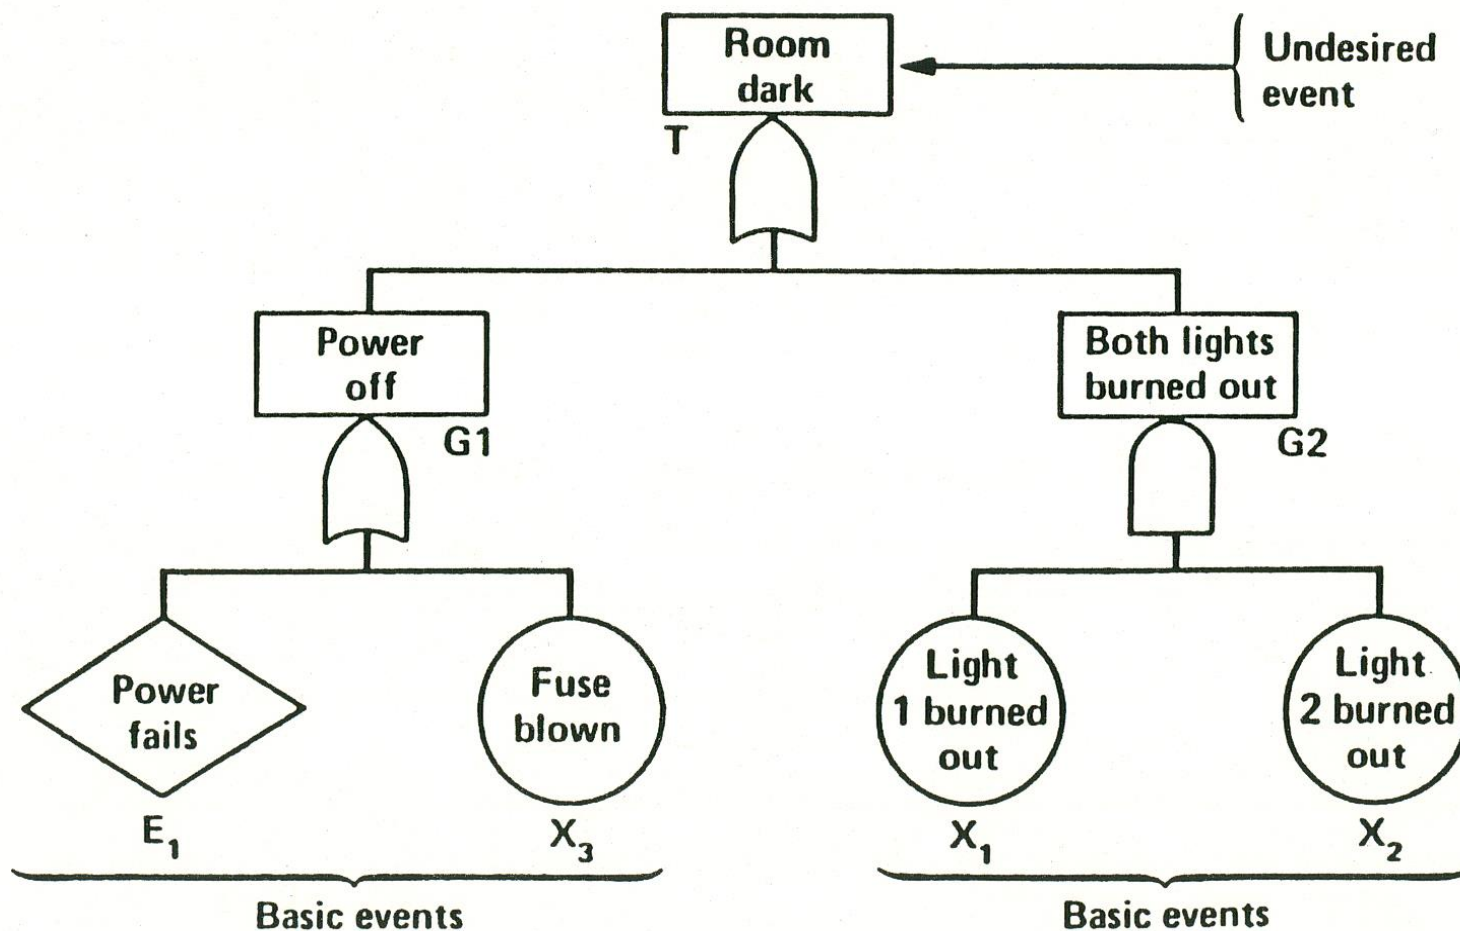 Room
dark
Undesired
event
T
Power
off
G1
Both lights
burned out
G2
Power
fails
E₁
Fuse
blown
X₃
Light
1 burned
out
X₁
Light
2 burned
out
X₂
Basic events
Basic events